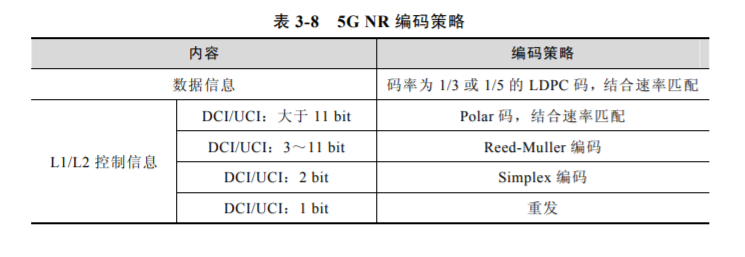 表 3-8 5G NR 编码策略
内容 编码策略
数据信息 码率为 1/3 或 1/5 的 LDPC 码，结合速率匹配
L1/L2 控制信息
DCI/UCI：大于 11 bit Polar 码，结合速率匹配
DCI/UCI：3～11 bit Reed-Muller 编码
DCI/UCI：2 bit Simplex 编码
DCI/UCI：1 bit 重发